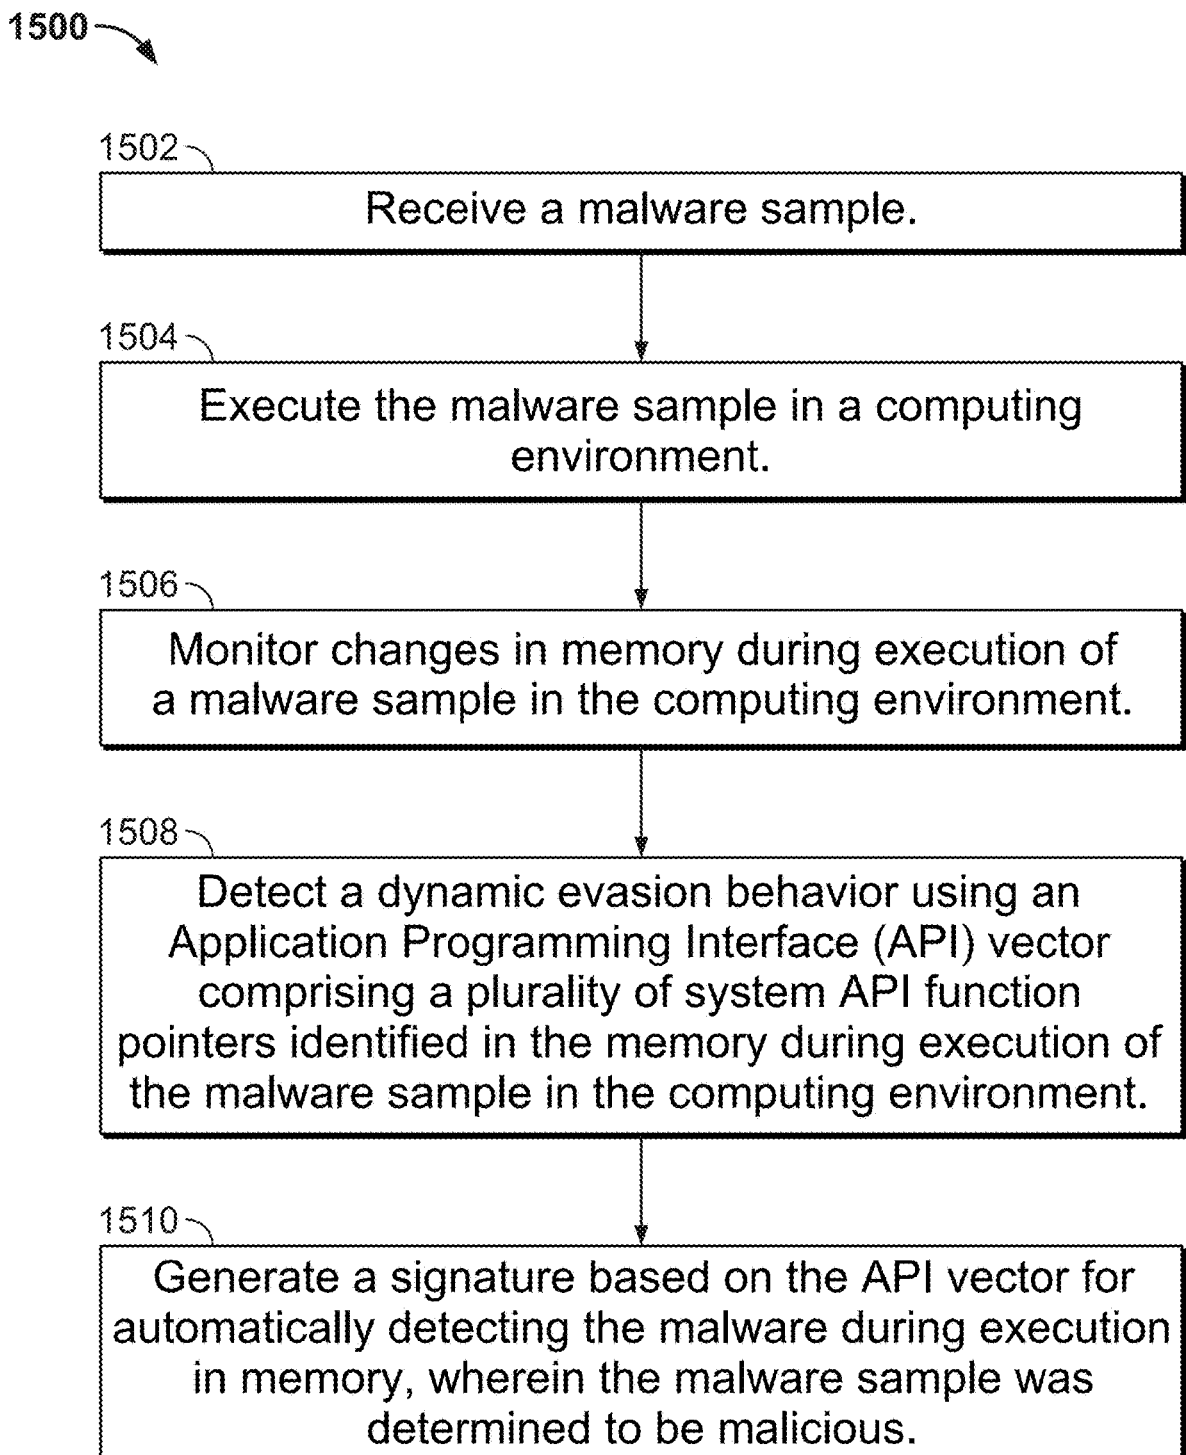 1500
1502
Receive a malware sample.
1504
Execute the malware sample in a computing
environment.
1506
Monitor changes in memory during execution of
a malware sample in the computing environment.
1508
Detect a dynamic evasion behavior using an
Application Programming Interface (API) vector
comprising a plurality of system API function
pointers identified in the memory during execution of
the malware sample in the computing environment.
1510
Generate a signature based on the API vector for
automatically detecting the malware during execution
in memory, wherein the malware sample was
determined to be malicious.